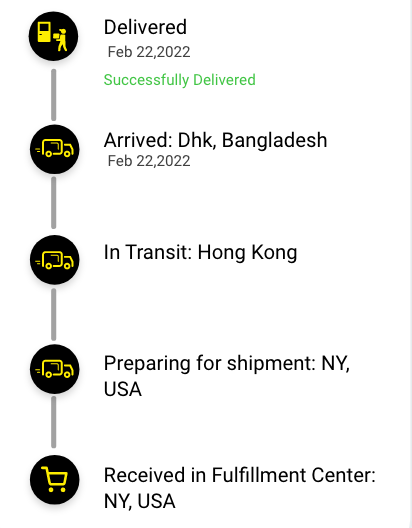 Delivered
Feb 22,2022
Successfully Delivered
Arrived: Dhk, Bangladesh
Feb 22,2022
In Transit: Hong Kong
Preparing for shipment: NY,
USA
Received in Fulfillment Center:
NY, USA